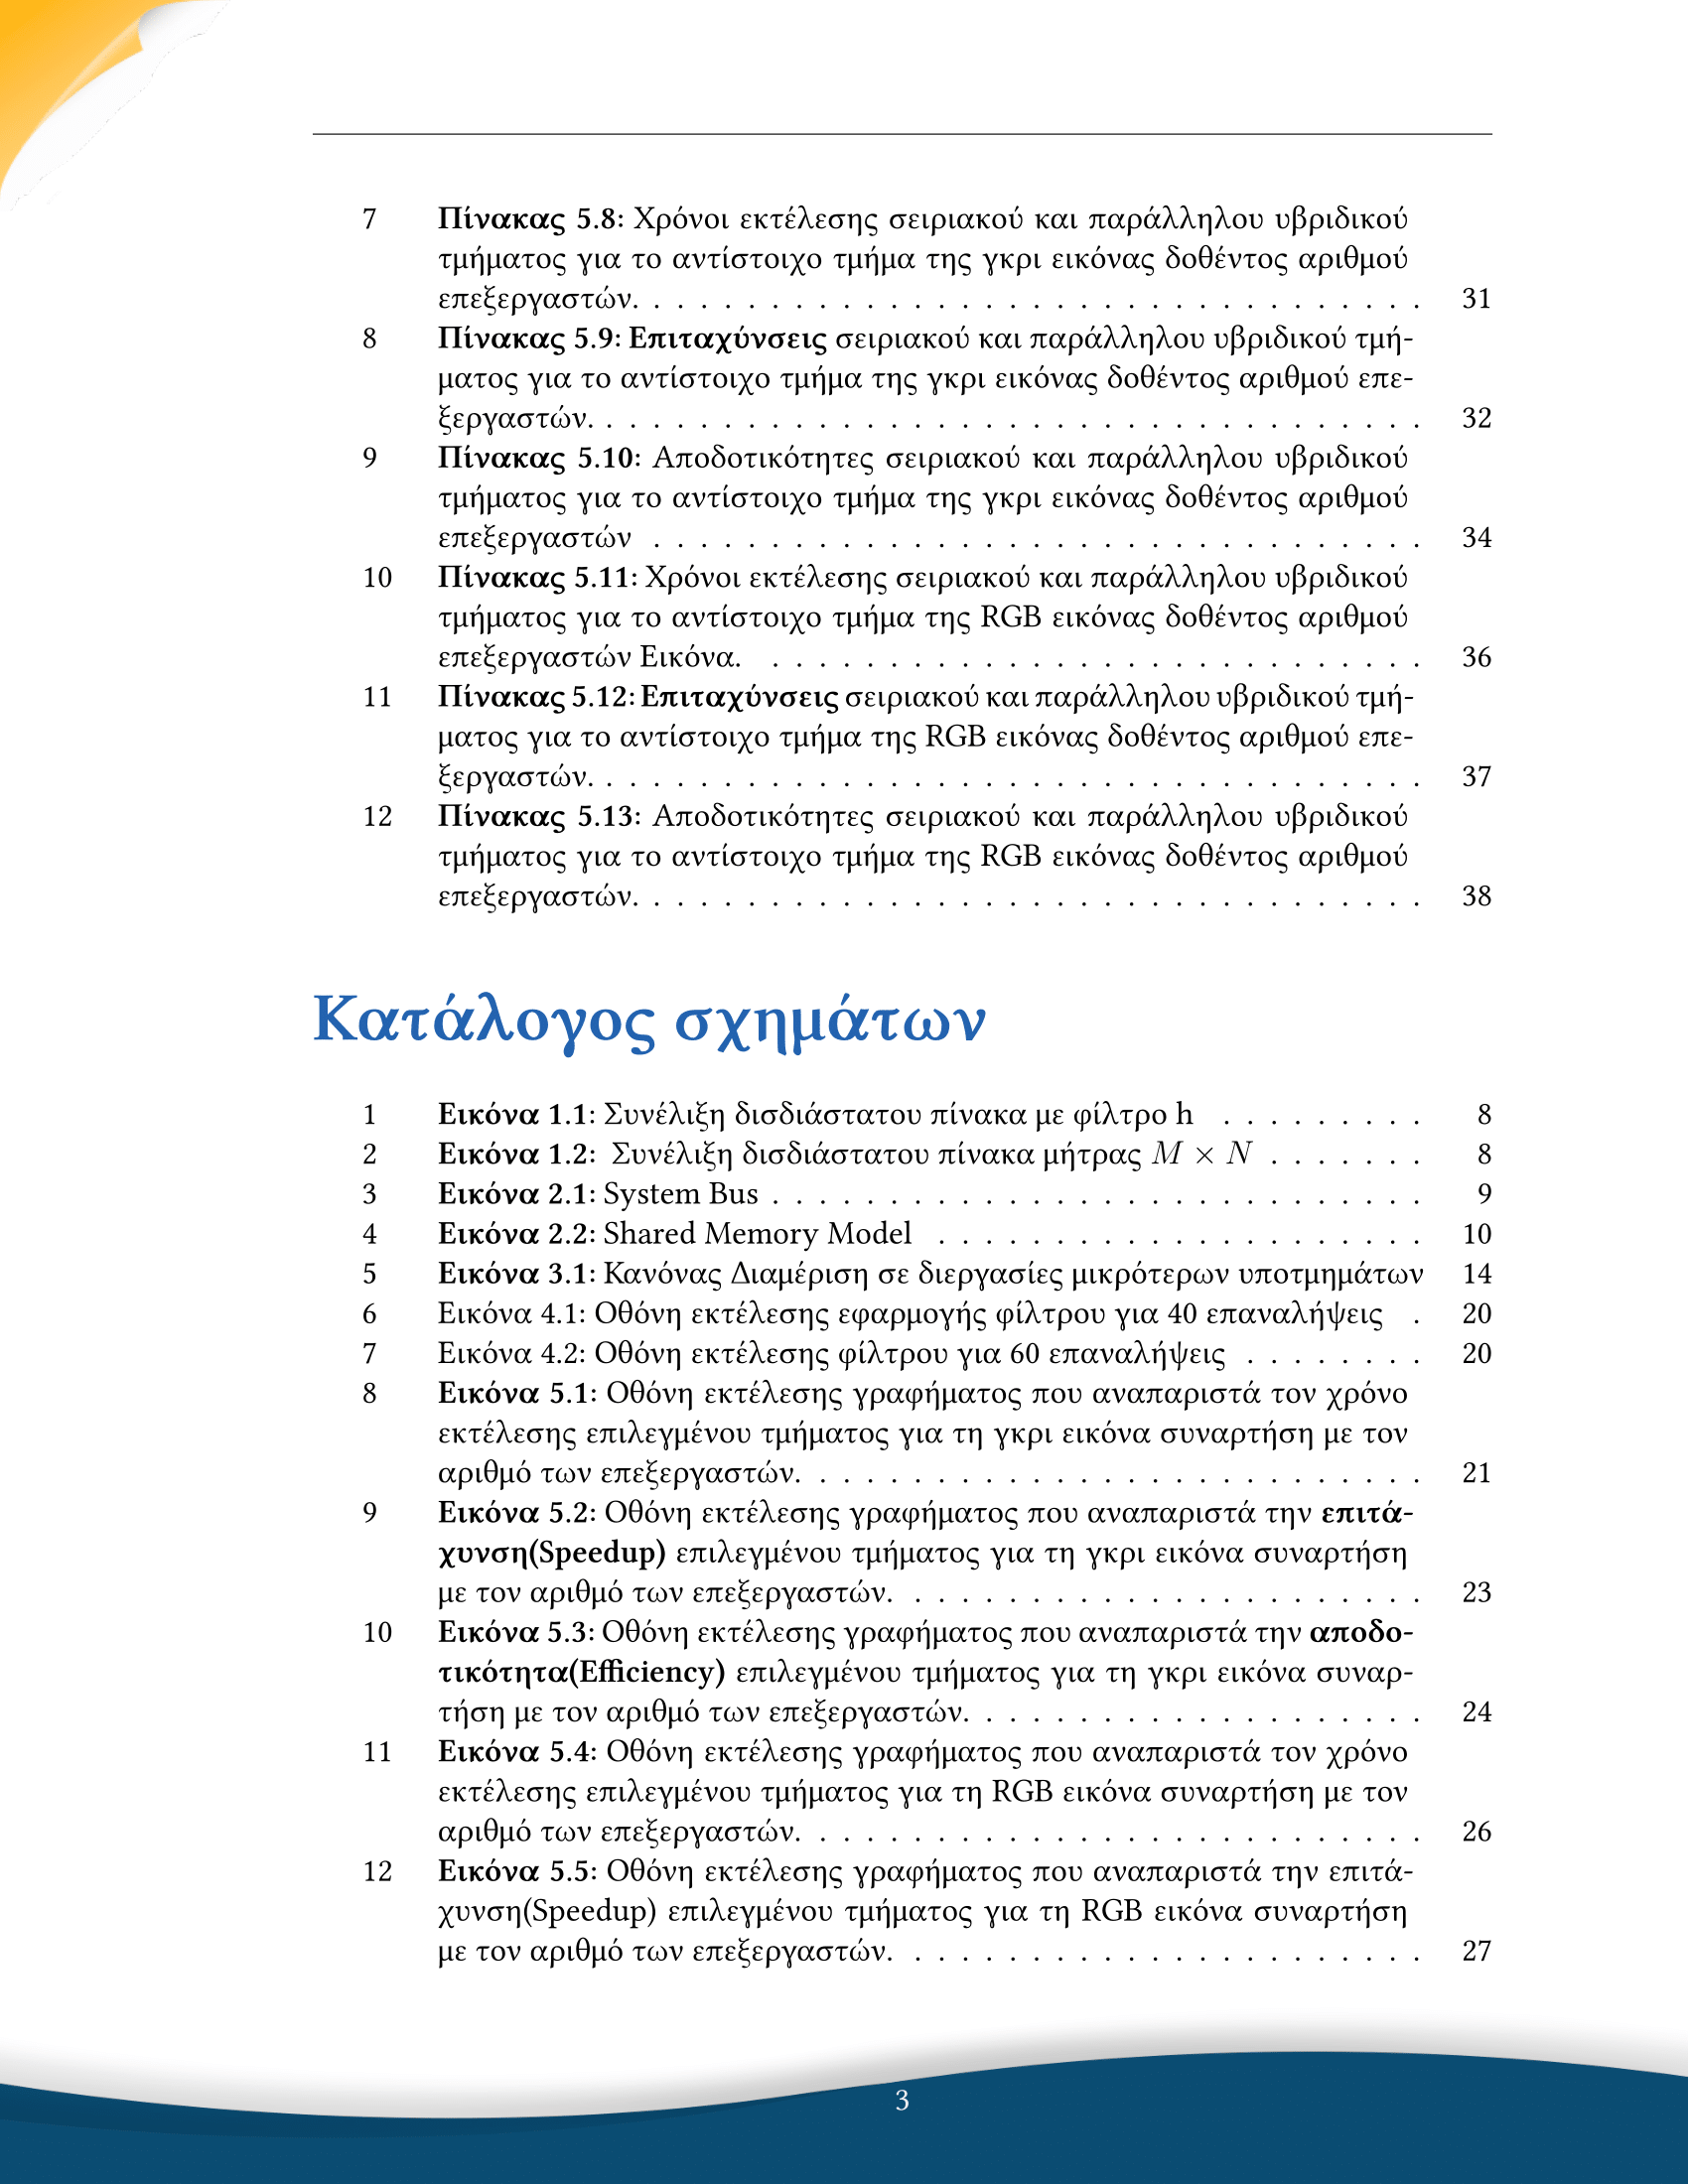 7 Πίνακας 5.8: Χρόνοι εκτέλεσης σειριακού και παράλληλου υβριδικού
τμήματος για το αντίστοιχο τμήμα της γκρι εικόνας δοθέντος αριθμού
επεξεργαστών. . . . . . . . . . . . . . . . . . . . . . . . . . . . . . . . . . 31
8 Πίνακας 5.9: Επιταχύνσεις σειριακού και παράλληλου υβριδικού τμή-
ματος για το αντίστοιχο τμήμα της γκρι εικόνας δοθέντος αριθμού επε-
ξεργαστών. . . . . . . . . . . . . . . . . . . . . . . . . . . . . . . . . . . . 32
9 Πίνακας 5.10: Αποδοτικότητες σειριακού και παράλληλου υβριδικού
τμήματος για το αντίστοιχο τμήμα της γκρι εικόνας δοθέντος αριθμού
επεξεργαστών . . . . . . . . . . . . . . . . . . . . . . . . . . . . . . . . . 34
10 Πίνακας 5.11: Χρόνοι εκτέλεσης σειριακού και παράλληλου υβριδικού
τμήματος για το αντίστοιχο τμήμα της RGB εικόνας δοθέντος αριθμού
επεξεργαστών Εικόνα. . . . . . . . . . . . . . . . . . . . . . . . . . . . . 36
11 Πίνακας 5.12: Επιταχύνσεις σειριακού και παράλληλου υβριδικού τμή-
ματος για το αντίστοιχο τμήμα της RGB εικόνας δοθέντος αριθμού επε-
ξεργαστών. . . . . . . . . . . . . . . . . . . . . . . . . . . . . . . . . . . . 37
12 Πίνακας 5.13: Αποδοτικότητες σειριακού και παράλληλου υβριδικού
τμήματος για το αντίστοιχο τμήμα της RGB εικόνας δοθέντος αριθμού
επεξεργαστών. . . . . . . . . . . . . . . . . . . . . . . . . . . . . . . . . . 38
Κατάλογος σχημάτων
1 Εικόνα 1.1: Συνέλιξη δισδιάστατου πίνακα με φίλτρο h . . . . . . . . . 8
2 Εικόνα 1.2: Συνέλιξη δισδιάστατου πίνακα μήτρας M × N . . . . . . . 8
3 Εικόνα 2.1: System Bus . . . . . . . . . . . . . . . . . . . . . . . . . . . . 9
4 Εικόνα 2.2: Shared Memory Model . . . . . . . . . . . . . . . . . . . . . 10
5 Εικόνα 3.1: Κανόνας Διαμέριση σε διεργασίες μικρότερων υποτμημάτων 14
6 Εικόνα 4.1: Οθόνη εκτέλεσης εφαρμογής φίλτρου για 40 επαναλήψεις . 20
7 Εικόνα 4.2: Οθόνη εκτέλεσης φίλτρου για 60 επαναλήψεις . . . . . . . . 20
8 Εικόνα 5.1: Οθόνη εκτέλεσης γραφήματος που αναπαριστά τον χρόνο
εκτέλεσης επιλεγμένου τμήματος για τη γκρι εικόνα συναρτήση με τον
αριθμό των επεξεργαστών. . . . . . . . . . . . . . . . . . . . . . . . . . . 21
9 Εικόνα 5.2: Οθόνη εκτέλεσης γραφήματος που αναπαριστά την επιτά-
χυνση(Speedup) επιλεγμένου τμήματος για τη γκρι εικόνα συναρτήση
με τον αριθμό των επεξεργαστών. . . . . . . . . . . . . . . . . . . . . . . 23
10 Εικόνα 5.3: Οθόνη εκτέλεσης γραφήματος που αναπαριστά την αποδο-
τικότητα(Efficiency) επιλεγμένου τμήματος για τη γκρι εικόνα συναρ-
τήση με τον αριθμό των επεξεργαστών. . . . . . . . . . . . . . . . . . . . 24
11 Εικόνα 5.4: Οθόνη εκτέλεσης γραφήματος που αναπαριστά τον χρόνο
εκτέλεσης επιλεγμένου τμήματος για τη RGB εικόνα συναρτήση με τον
αριθμό των επεξεργαστών. . . . . . . . . . . . . . . . . . . . . . . . . . . 26
12 Εικόνα 5.5: Οθόνη εκτέλεσης γραφήματος που αναπαριστά την επιτά-
χυνση(Speedup) επιλεγμένου τμήματος για τη RGB εικόνα συναρτήση
με τον αριθμό των επεξεργαστών. . . . . . . . . . . . . . . . . . . . . . . 27
3